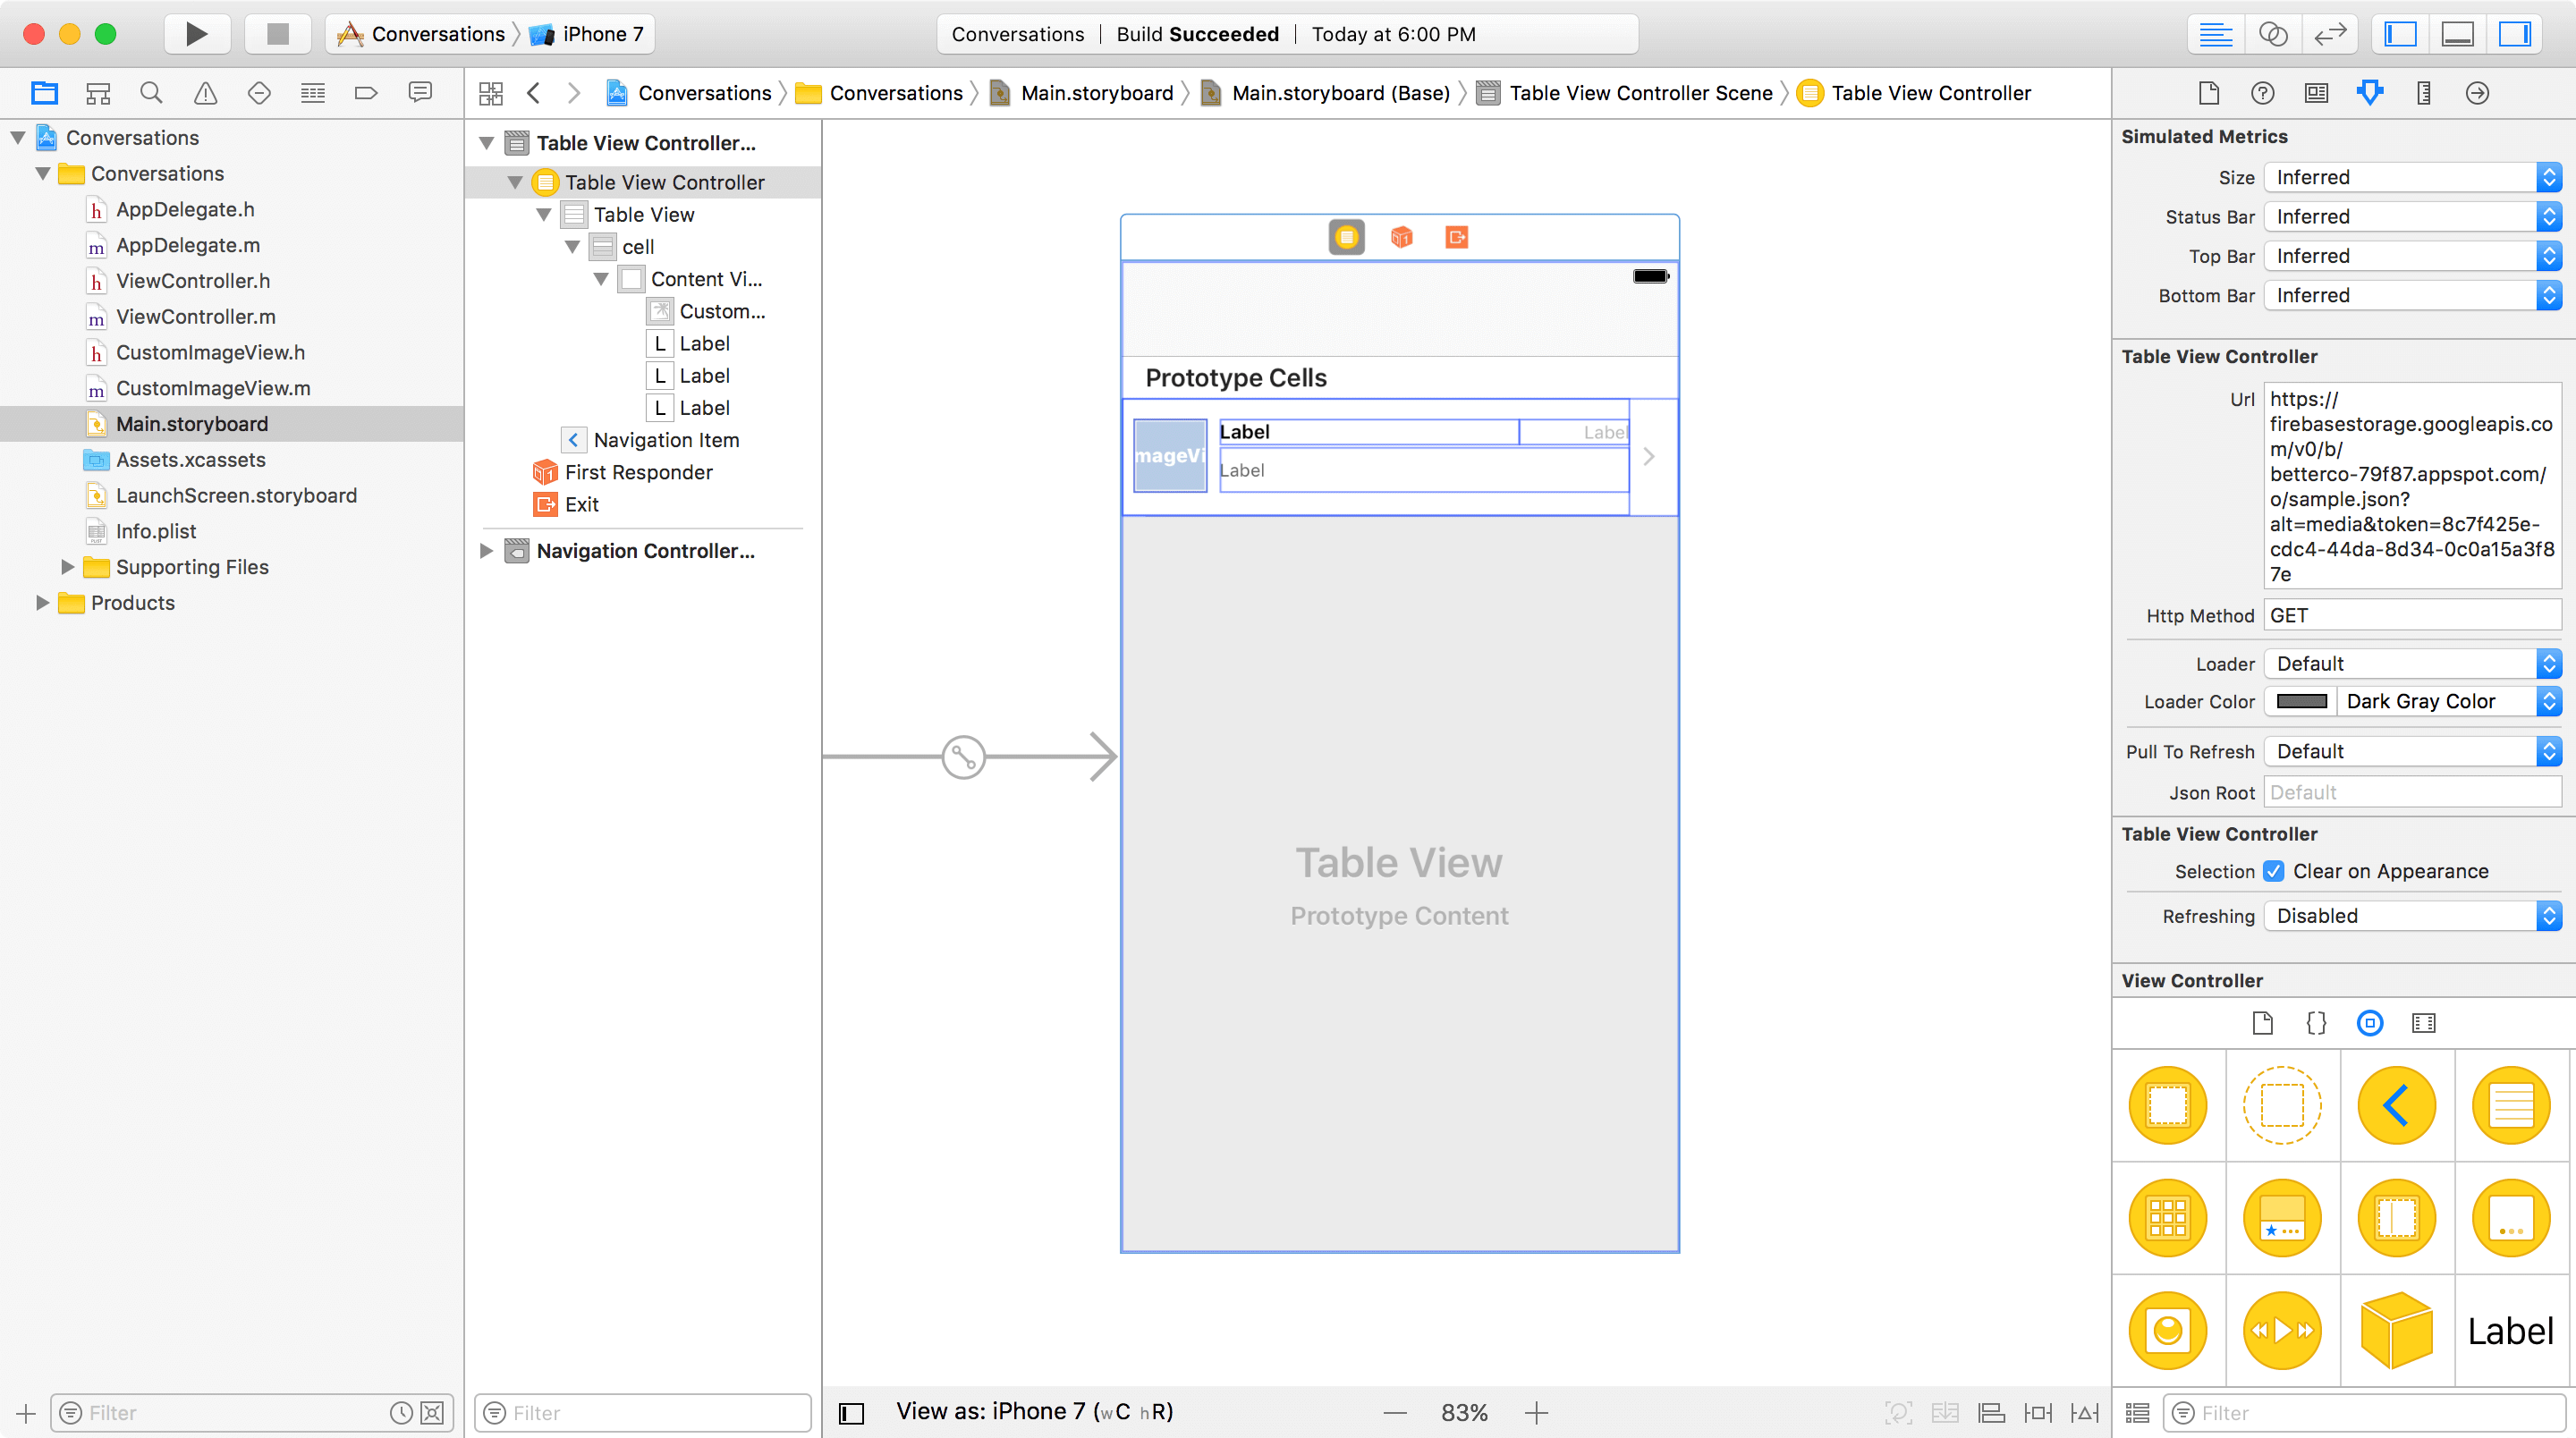 Conversations iPhone 7
Conversations | Build Succeeded | Today at 6:00 PM
Conversations Conversations Main.storyboard Main.storyboard (Base) Table View Controller Scene Table View Controller
Conversations
Conversations
h AppDelegate.h
m AppDelegate.m
h ViewController.h
m ViewController.m
h CustomImageView.h
m CustomImageView.m
Main.storyboard
Assets.xcassets
LaunchScreen.storyboard
Info.plist
Supporting Files
Products
Filter
Table View Controller...
Table View Controller
Table View
cell
Content Vi...
Custom...
L Label
L Label
L Label
Navigation Item
First Responder
Exit
Navigation Controller...
Filter
Prototype Cells
mageVi
Label
Label
Label
Table View
Prototype Content
View as: iPhone 7 (wC hR)
83%
Simulated Metrics
Size Inferred
Status Bar Inferred
Top Bar Inferred
Bottom Bar Inferred
Table View Controller
Url https://
firebasestorage.googleapis.co
m/v0/b/
betterco-79f87.appspot.com/
o/sample.json?
alt=media&token=8c7f425e-
cdc4-44da-8d34-0c0a15a3f8
7e
Http Method GET
Loader Default
Loader Color Dark Gray Color
Pull To Refresh Default
Json Root Default
Table View Controller
Selection Clear on Appearance
Refreshing Disabled
View Controller
Label
Filter